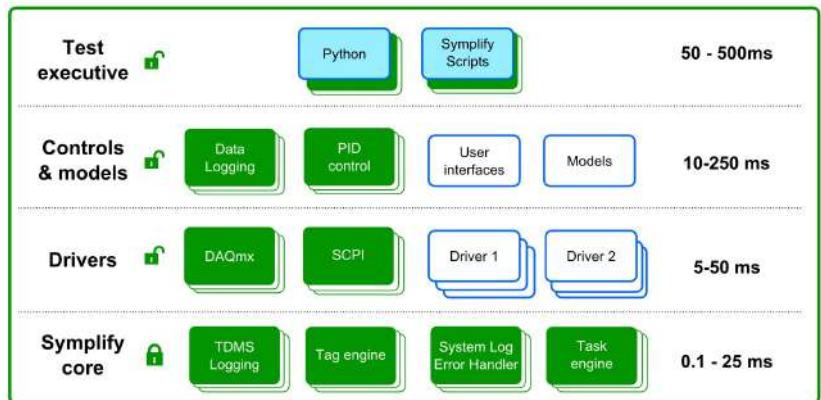 Test
executive
Python
Symplify
Scripts
50 - 500ms
Controls
& models
Data
Logging
PID
control
User
interfaces
Models
10-250 ms
Drivers
DAQmx
SCPI
Driver 1
Driver 2
5-50 ms
Symplify
core
TDMS
Logging
Tag engine
System Log
Error Handler
Task
engine
0.1 - 25 ms